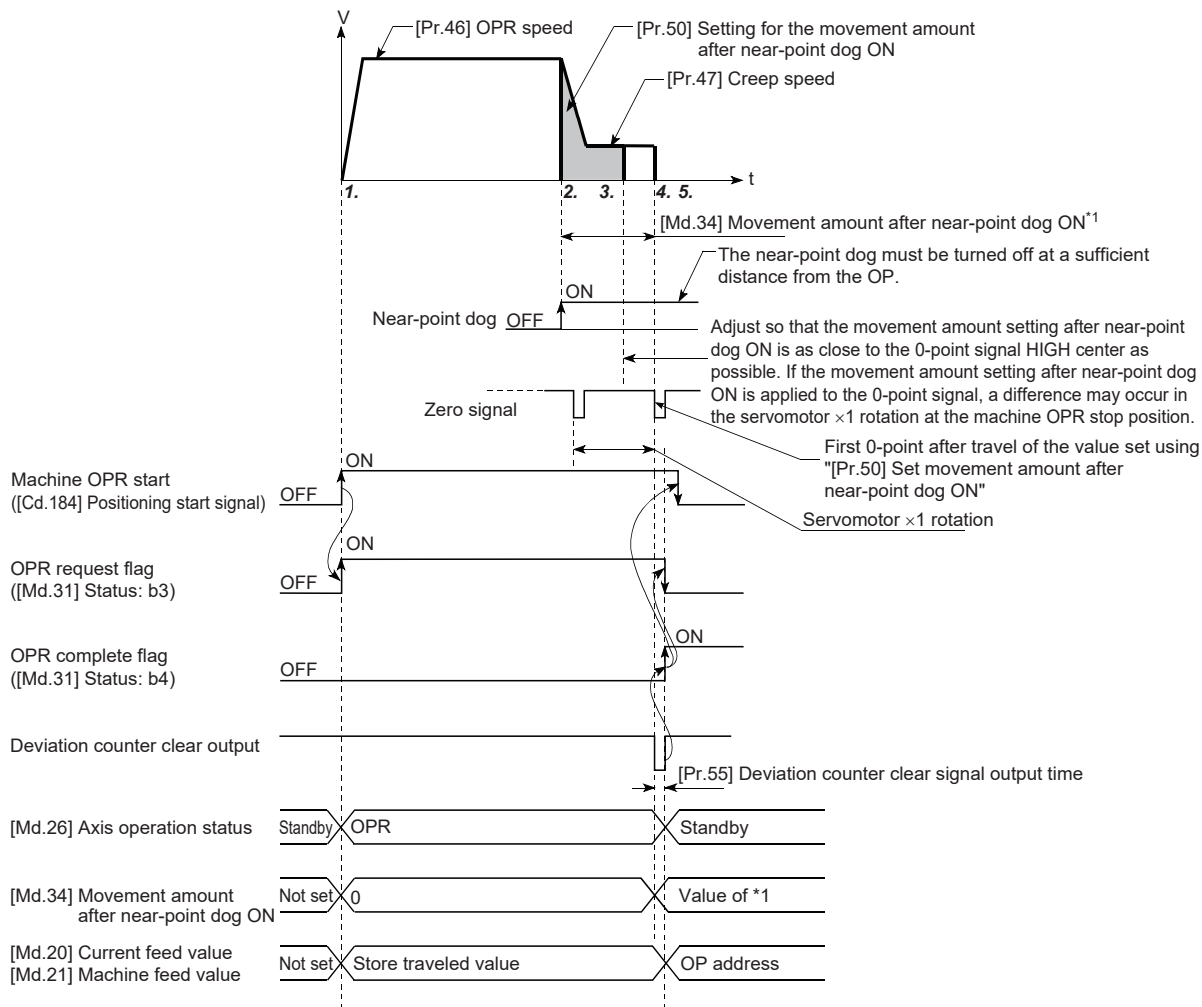 V
[Pr.46] OPR speed
[Pr.50] Setting for the movement amount
after near-point dog ON
[Pr.47] Creep speed
t
1.
2.
3.
4. 5.
[Md.34] Movement amount after near-point dog ON*1
The near-point dog must be turned off at a sufficient
distance from the OP.
ON
Near-point dog
OFF
Adjust so that the movement amount setting after near-point
dog ON is as close to the 0-point signal HIGH center as
possible. If the movement amount setting after near-point dog
ON is applied to the 0-point signal, a difference may occur in
the servomotor ×1 rotation at the machine OPR stop position.
Zero signal
First 0-point after travel of the value set using
"[Pr.50] Set movement amount after
near-point dog ON"
Servomotor ×1 rotation
Machine OPR start
([Cd.184] Positioning start signal)
OFF
ON
OPR request flag
([Md.31] Status: b3)
OFF
ON
OPR complete flag
([Md.31] Status: b4)
OFF
ON
Deviation counter clear output
[Pr.55] Deviation counter clear signal output time
[Md.26] Axis operation status
Standby
OPR
Standby
[Md.34] Movement amount
after near-point dog ON
Not set
0
Value of *1
[Md.20] Current feed value
[Md.21] Machine feed value
Not set
Store traveled value
OP address